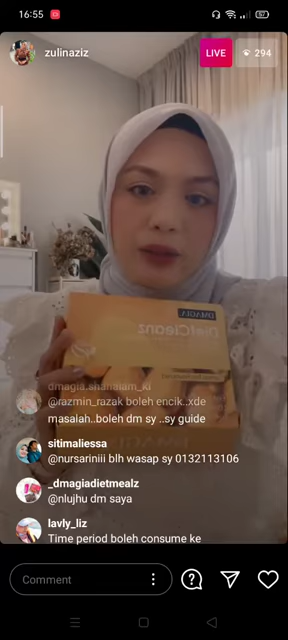 16:55
zulinaziz
LIVE
294
DMAGIA
DietCleanz
dmagia.shahalam_kl
@razmin_razak boleh encik..xde
masalah..boleh dm sy ..sy guide
sitimaliessa
@nursariniii blh wasap sy 0132113106
_dmagiadietmealz
@nlujhu dm saya
lavly_liz
Time period boleh consume ke
Comment